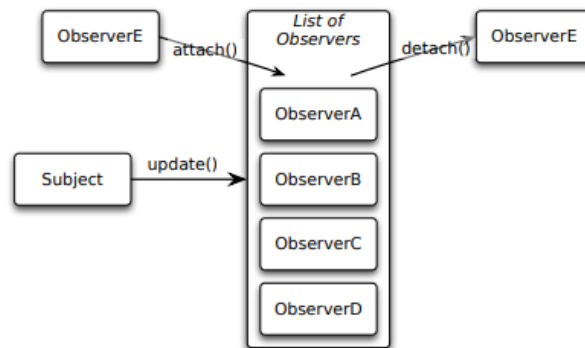 ObserverE
attach()
List of
Observers
detach()
ObserverE
ObserverA
Subject
update()
ObserverB
ObserverC
ObserverD